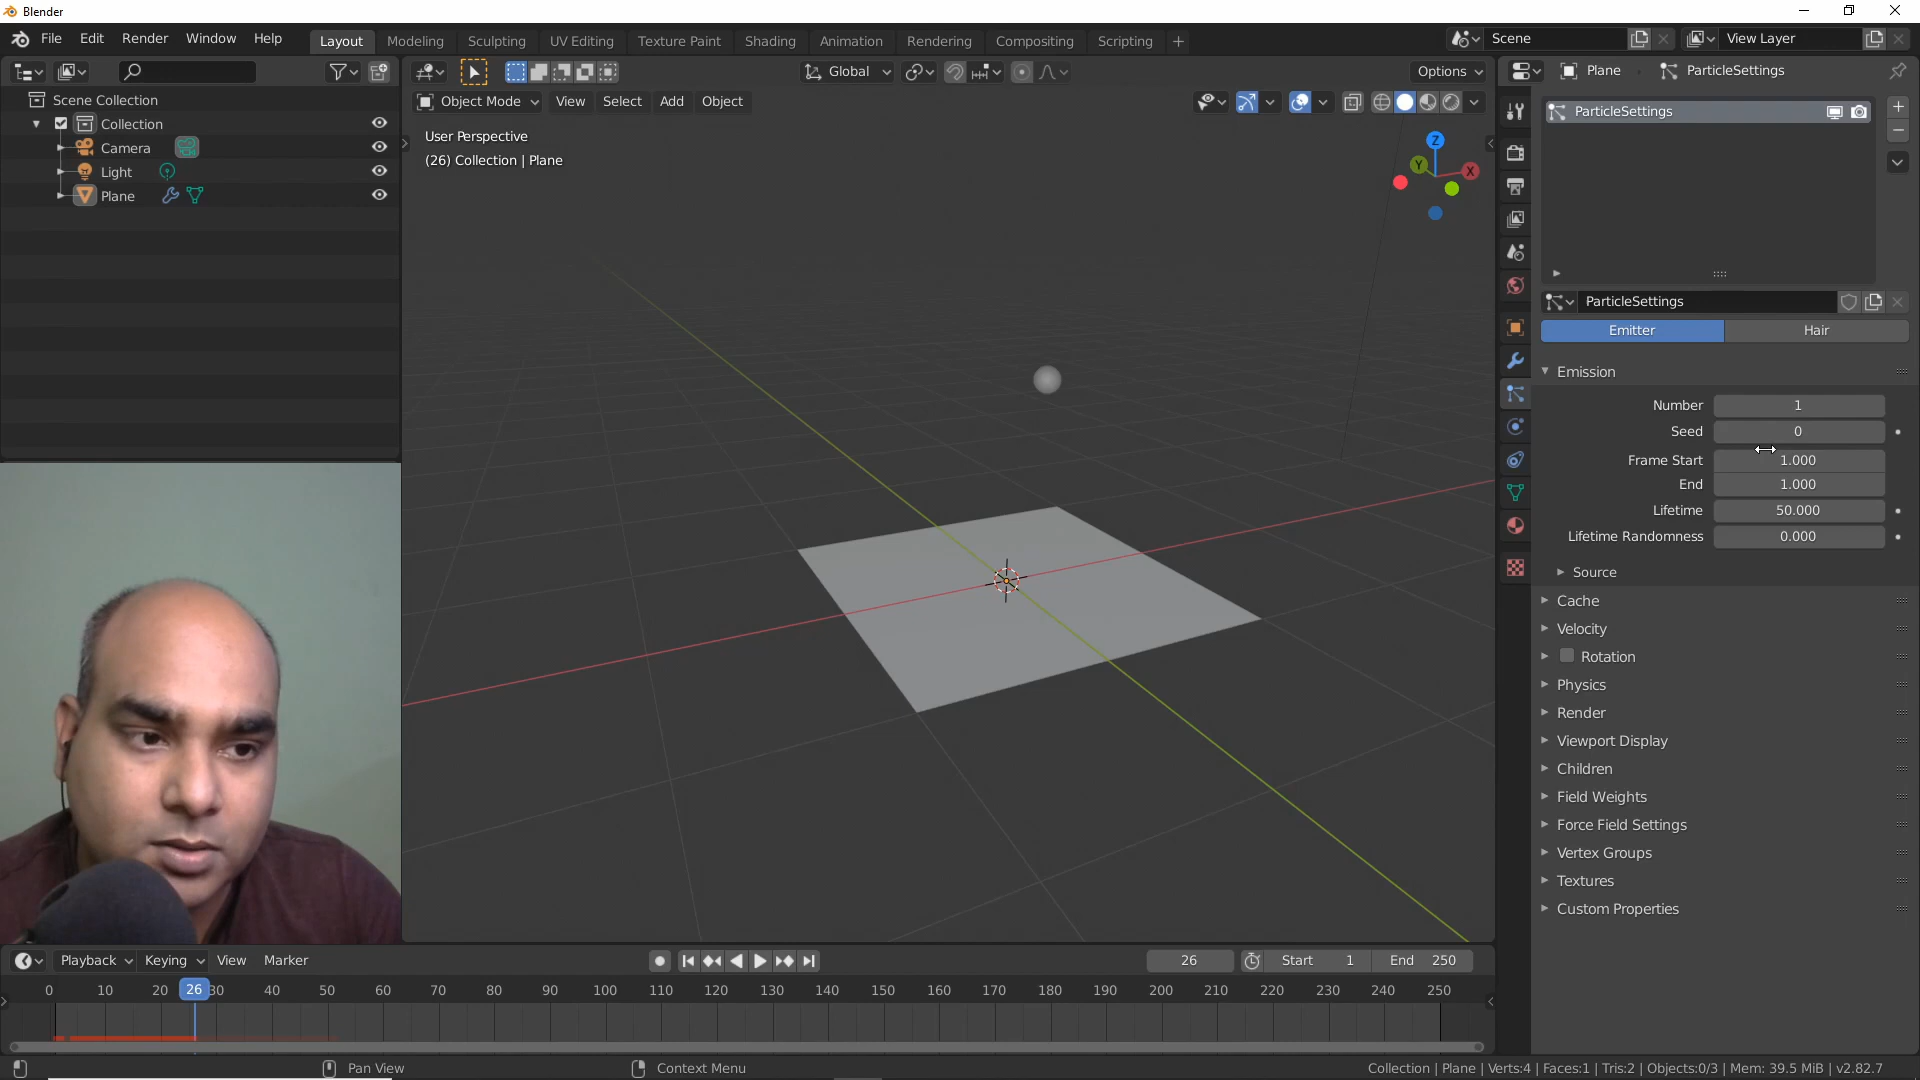 Blender
File Edit Render Window Help
Layout Modeling Sculpting UV Editing Texture Paint Shading Animation Rendering Compositing Scripting +
Scene
View Layer
Global
Options
Plane
ParticleSettings
Scene Collection
Collection
Camera
Light
Plane
Object Mode View Select Add Object
User Perspective
(26) Collection | Plane
Z
Y
X
ParticleSettings
ParticleSettings
Emitter Hair
Emission
Number 1
Seed 0
Frame Start 1.000
End 1.000
Lifetime 50.000
Lifetime Randomness 0.000
Source
Cache
Velocity
Rotation
Physics
Render
Viewport Display
Children
Field Weights
Force Field Settings
Vertex Groups
Textures
Custom Properties
Playback Keying View Marker
26 Start 1 End 250
0 10 20 26 30 40 50 60 70 80 90 100 110 120 130 140 150 160 170 180 190 200 210 220 230 240 250
Pan View Context Menu
Collection | Plane | Verts:4 | Faces:1 | Tris:2 | Objects:0/3 | Mem: 39.5 MiB | v2.82.7